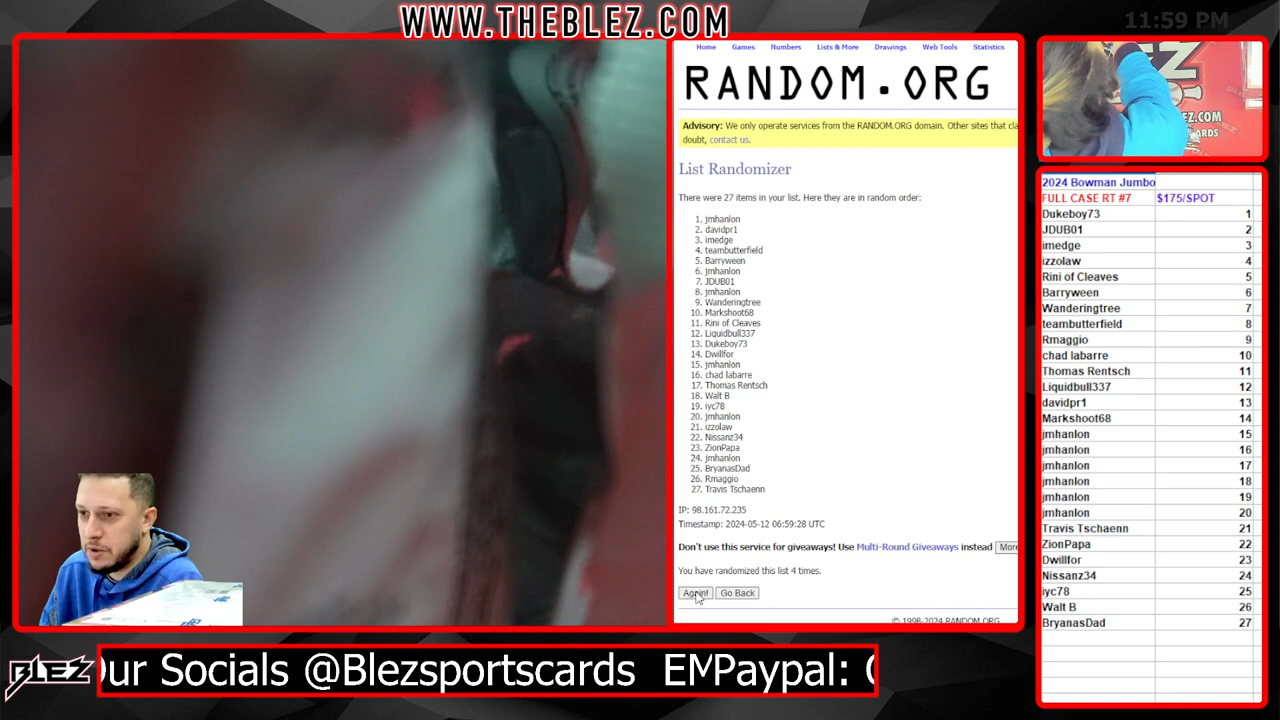 WWW.THEBLEZ.COM
11:59 PM
Home Games Numbers Lists & More Drawings Web Tools Statistics
RANDOM.ORG
Advisory: We only operate services from the RANDOM.ORG domain. Other sites that cla
doubt, contact us.
List Randomizer
There were 27 items in your list. Here they are in random order:
1. jmhanlon
2. davidpr1
3. imedge
4. teambutterfield
5. Barryween
6. jmhanlon
7. JDUB01
8. jmhanlon
9. Wanderingtree
10. Markshoot68
11. Rini of Cleaves
12. Liquidbull337
13. Dukeboy73
14. Dwillfor
15. jmhanlon
16. chad labarre
17. Thomas Rentsch
18. Walt B
19. iyc78
20. jmhanlon
21. izzolaw
22. Nissanz34
23. ZionPapa
24. jmhanlon
25. BryanasDad
26. Rmaggio
27. Travis Tschaenn
IP: 98.161.72.235
Timestamp: 2024-05-12 06:59:28 UTC
Don't use this service for giveaways! Use Multi-Round Giveaways instead More
You have randomized this list 4 times.
Again! Go Back
© 1998-2024 RANDOM.ORG
EZ.COM
ARDS
2024 Bowman Jumbo
FULL CASE RT #7 $175/SPOT
Dukeboy73 1
JDUB01 2
imedge 3
izzolaw 4
Rini of Cleaves 5
Barryween 6
Wanderingtree 7
teambutterfield 8
Rmaggio 9
chad labarre 10
Thomas Rentsch 11
Liquidbull337 12
davidpr1 13
Markshoot68 14
jmhanlon 15
jmhanlon 16
jmhanlon 17
jmhanlon 18
jmhanlon 19
jmhanlon 20
Travis Tschaenn 21
ZionPapa 22
Dwillfor 23
Nissanz34 24
iyc78 25
Walt B 26
BryanasDad 27
BLEZ
ur Socials @Blezsportscards EMPaypal: